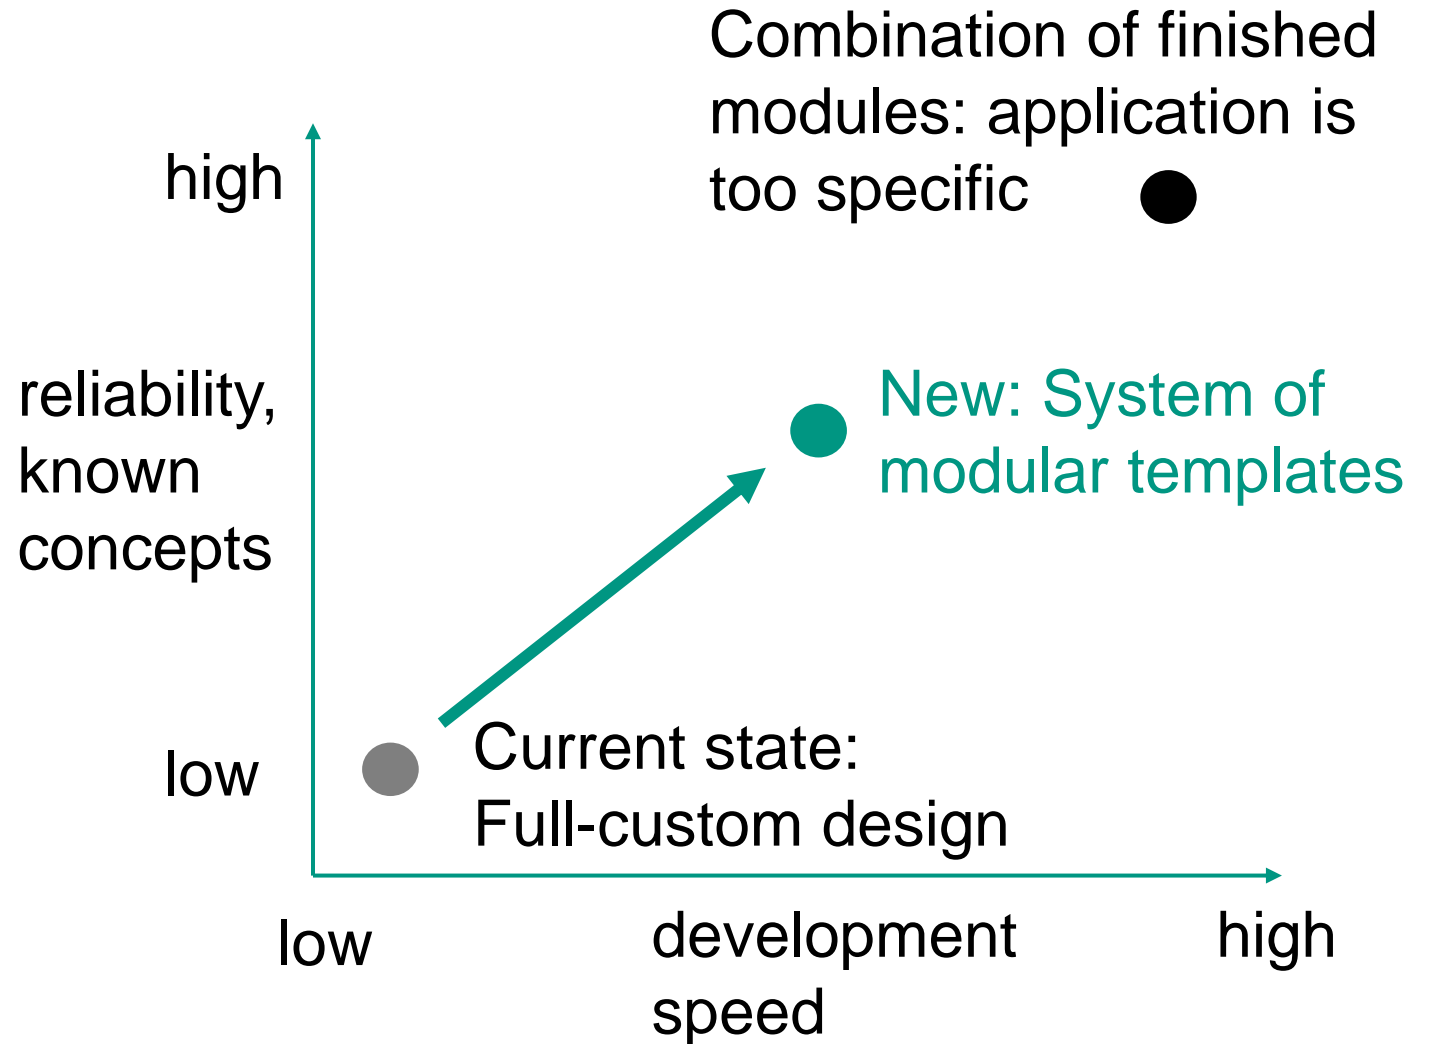 Combination of finished
modules: application is
too specific
high
reliability,
known
concepts
New: System of
modular templates
low
Current state:
Full-custom design
low
development
speed
high